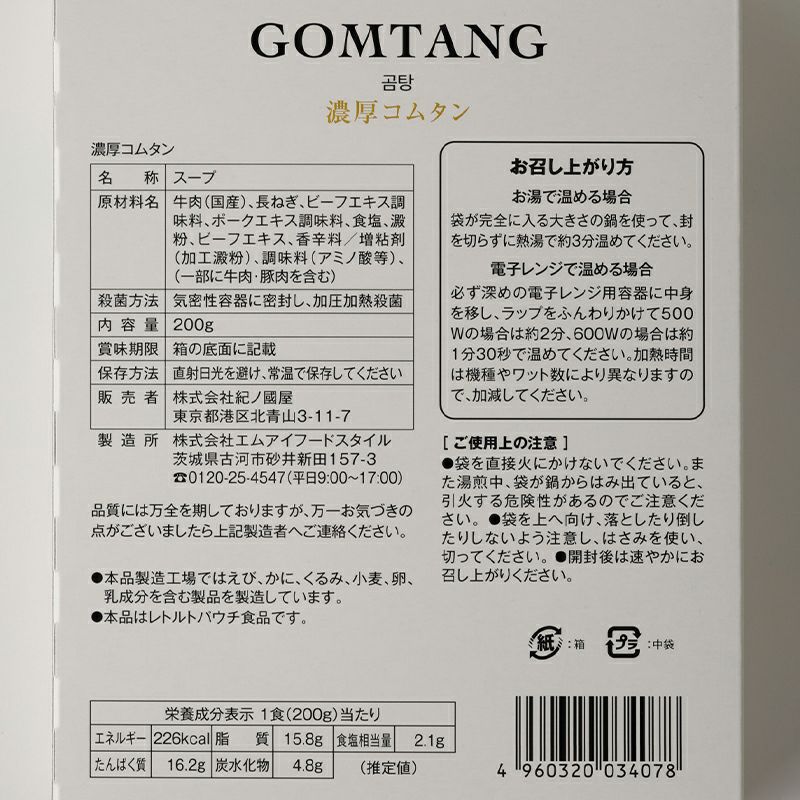 GOMTANG
곰탕
濃厚コムタン
濃厚コムタン
名 称 スープ
原材料名 牛肉(国産)、長ねぎ、ビーフエキス調
味料、ポークエキス調味料、食塩、澱
粉、ビーフエキス、香辛料/増粘剤
(加工澱粉)、調味料(アミノ酸等)、
(一部に牛肉・豚肉を含む)
殺菌方法 気密性容器に密封し、加圧加熱殺菌
内容量 200g
賞味期限 箱の底面に記載
保存方法 直射日光を避け、常温で保存してください
販売者 株式会社紀ノ國屋
東京都港区北青山3-11-7
製造所 株式会社エムアイフードスタイル
茨城県古河市砂井新田157-3
☎0120-25-4547(平日9:00〜17:00)
品質には万全を期しておりますが、万一お気づきの
点がございましたら上記製造者へご連絡ください。
●本品製造工場ではえび、かに、くるみ、小麦、卵、
乳成分を含む製品を製造しています。
●本品はレトルトパウチ食品です。
お召し上がり方
お湯で温める場合
袋が完全に入る大きさの鍋を使って、封
を切らずに熱湯で約3分温めてください。
電子レンジで温める場合
必ず深めの電子レンジ用容器に中身
を移し、ラップをふんわりかけて500
Wの場合は約2分、600Wの場合は約
1分30秒で温めてください。加熱時間
は機種やワット数により異なりますの
で、加減してください。
[ ご使用上の注意 ]
●袋を直接火にかけないでください。ま
た湯煎中、袋が鍋からはみ出ていると、
引火する危険性があるのでご注意くだ
さい。●袋を上へ向け、落としたり倒し
たりしないよう注意し、はさみを使い、
切ってください。●開封後は速やかにお
召し上がりください。
紙 :箱 プラ :中袋
栄養成分表示 1食(200g)当たり
エネルギー 226kcal 脂 質 15.8g 食塩相当量 2.1g
たんぱく質 16.2g 炭水化物 4.8g (推定値)
4 960320 034078